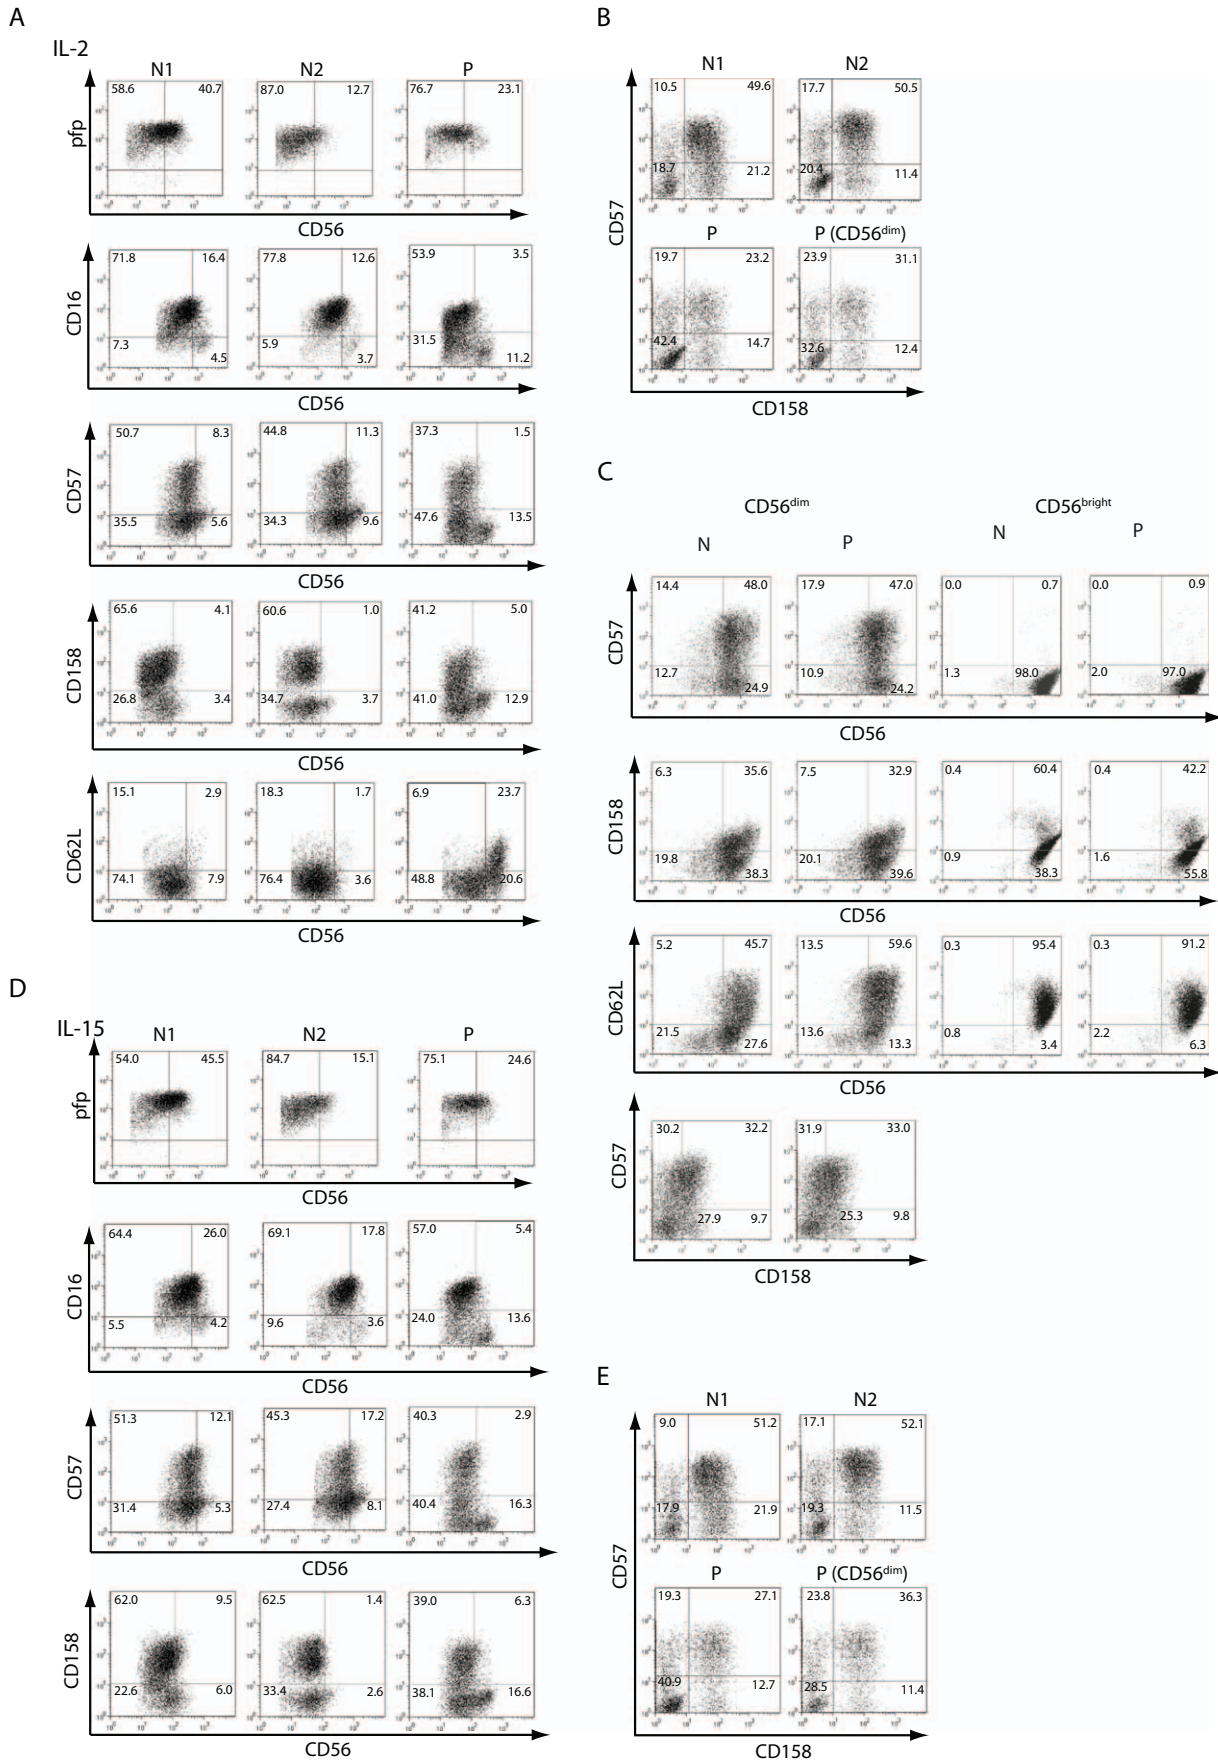 A
IL-2
N1 N2 P
58.6 40.7 87.0 12.7 76.7 23.1
pfp
CD56
71.8 16.4 77.8 12.6 53.9 3.5
CD16
7.3 4.5 5.9 3.7 31.5 11.2
CD56
50.7 8.3 44.8 11.3 37.3 1.5
CD57
35.5 5.6 34.3 9.6 47.6 13.5
CD56
65.6 4.1 60.6 1.0 41.2 5.0
CD158
26.8 3.4 34.7 3.7 41.0 12.9
CD56
15.1 2.9 18.3 1.7 6.9 23.7
CD62L
74.1 7.9 76.4 3.6 48.8 20.6
CD56
B
N1 N2
10.5 49.6 17.7 50.5
18.7 21.2 20.4 11.4
CD57
P P (CD56dim)
19.7 23.2 23.9 31.1
42.4 14.7 32.6 12.4
CD158
C
CD56dim CD56bright
N P N P
14.4 48.0 17.9 47.0 0.0 0.7 0.0 0.9
CD57
12.7 24.9 10.9 24.2 1.3 98.0 2.0 97.0
CD56
6.3 35.6 7.5 32.9 0.4 60.4 0.4 42.2
CD158
19.8 38.3 20.1 39.6 0.9 38.3 1.6 55.8
CD56
5.2 45.7 13.5 59.6 0.3 95.4 0.3 91.2
CD62L
21.5 27.6 13.6 13.3 0.8 3.4 2.2 6.3
CD56
30.2 32.2 31.9 33.0
CD57
27.9 9.7 25.3 9.8
CD158
D
IL-15
N1 N2 P
54.0 45.5 84.7 15.1 75.1 24.6
pfp
CD56
64.4 26.0 69.1 17.8 57.0 5.4
CD16
5.5 4.2 9.6 3.6 24.0 13.6
CD56
51.3 12.1 45.3 17.2 40.3 2.9
CD57
31.4 5.3 27.4 8.1 40.4 16.3
CD56
62.0 9.5 62.5 1.4 39.0 6.3
CD158
22.6 6.0 33.4 2.6 38.1 16.6
CD56
E
N1 N2
9.0 51.2 17.1 52.1
17.9 21.9 19.3 11.5
CD57
P P (CD56dim)
19.3 27.1 23.8 36.3
40.9 12.7 28.5 11.4
CD158